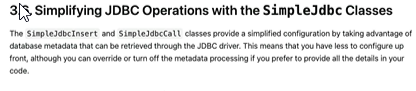 3. Simplifying JDBC Operations with the SimpleJdbc Classes
The SimpleJdbcInsert and SimpleJdbcCall classes provide a simplified configuration by taking advantage of
database metadata that can be retrieved through the JDBC driver. This means that you have less to configure up
front, although you can override or turn off the metadata processing if you prefer to provide all the details in your
code.